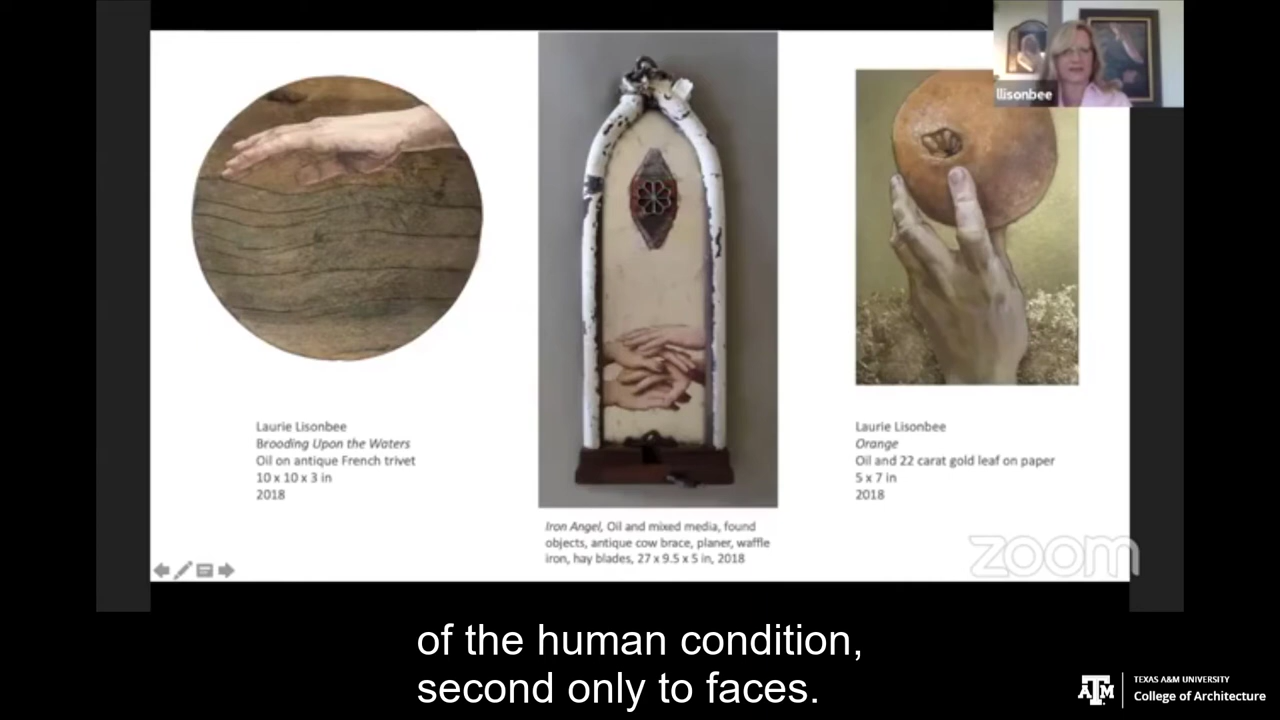 llisonbee
Laurie Lisonbee
Brooding Upon the Waters
Oil on antique French trivet
10 x 10 x 3 in
2018
Iron Angel, Oil and mixed media, found
objects, antique cow brace, planer, waffle
iron, hay blades, 27 x 9.5 x 5 in, 2018
Laurie Lisonbee
Orange
Oil and 22 carat gold leaf on paper
5 x 7 in
2018
zoom
of the human condition,
second only to faces.
ATM
TEXAS A&M UNIVERSITY
College of Architecture